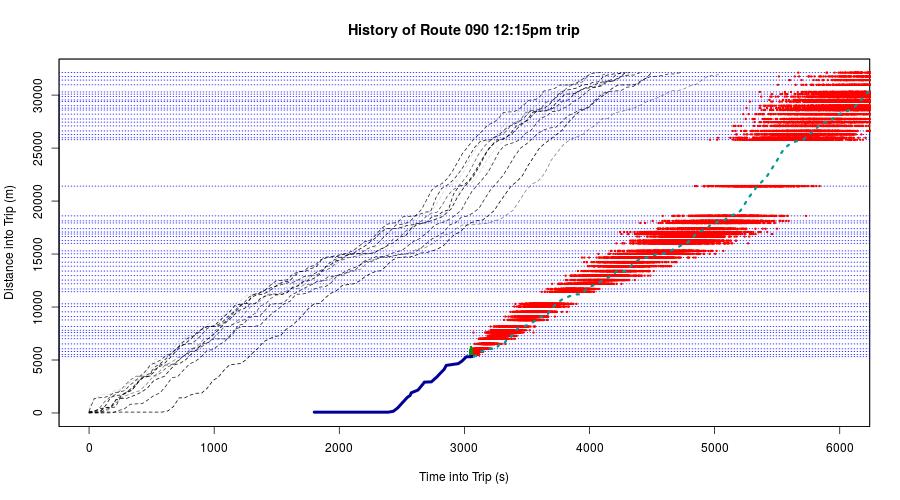 History of Route 090 12:15pm trip
Distance into Trip (m)
30000
25000
20000
15000
10000
5000
0
0 1000 2000 3000 4000 5000 6000
Time into Trip (s)